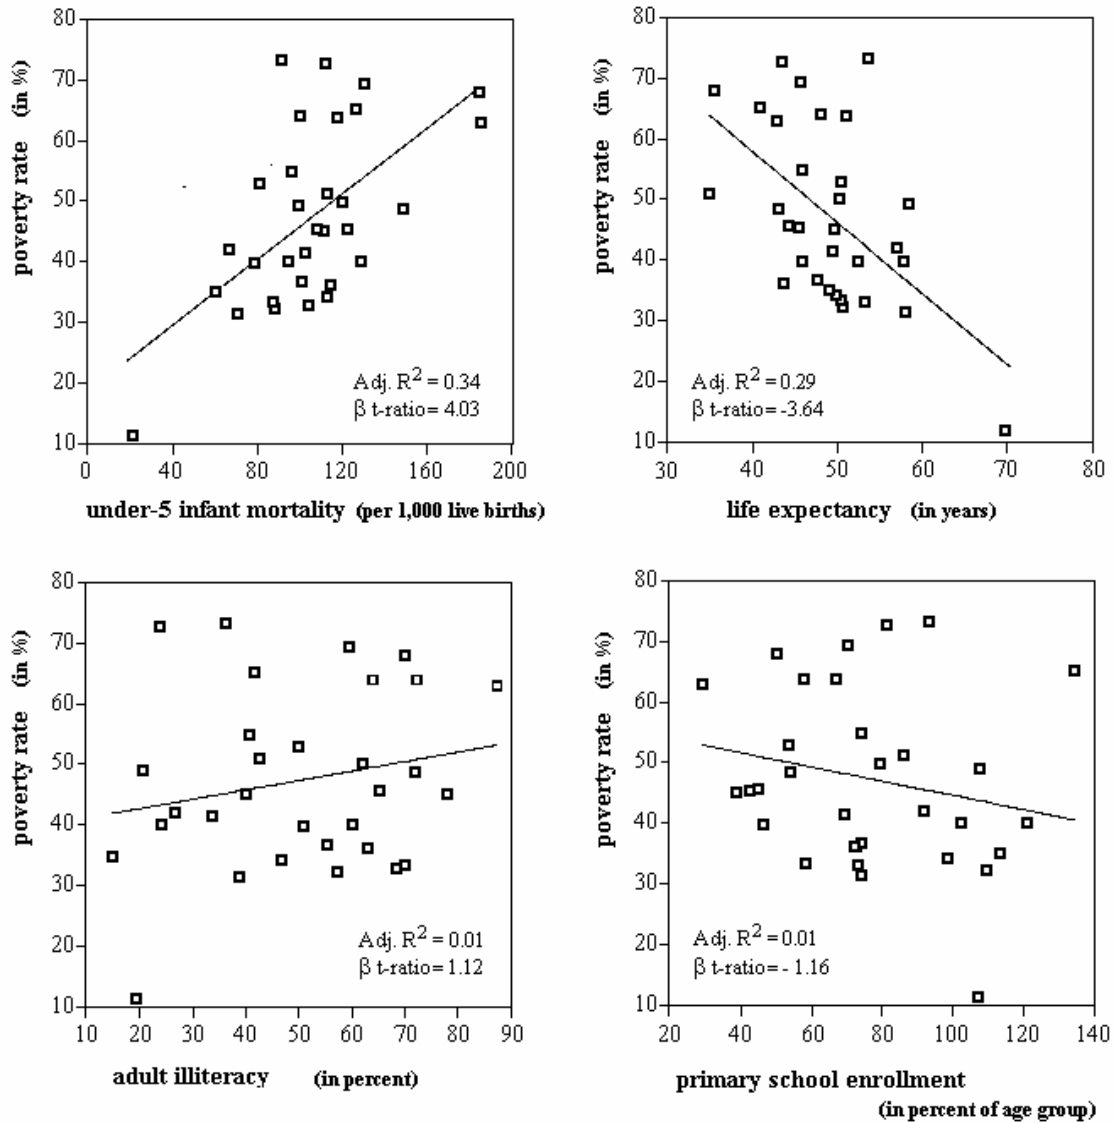 80
70
60
50
40
30
20
10
poverty rate (in %)
Adj. R² = 0.34
β t-ratio= 4.03
0 40 80 120 160 200
under-5 infant mortality (per 1,000 live births)
80
70
60
50
40
30
20
10
poverty rate (in %)
Adj. R² = 0.29
β t-ratio= -3.64
30 40 50 60 70 80
life expectancy (in years)
80
70
60
50
40
30
20
10
poverty rate (in %)
Adj. R² = 0.01
β t-ratio= 1.12
10 20 30 40 50 60 70 80 90
adult illiteracy (in percent)
80
70
60
50
40
30
20
10
poverty rate (in %)
Adj. R² = 0.01
β t-ratio= - 1.16
20 40 60 80 100 120 140
primary school enrollment
(in percent of age group)